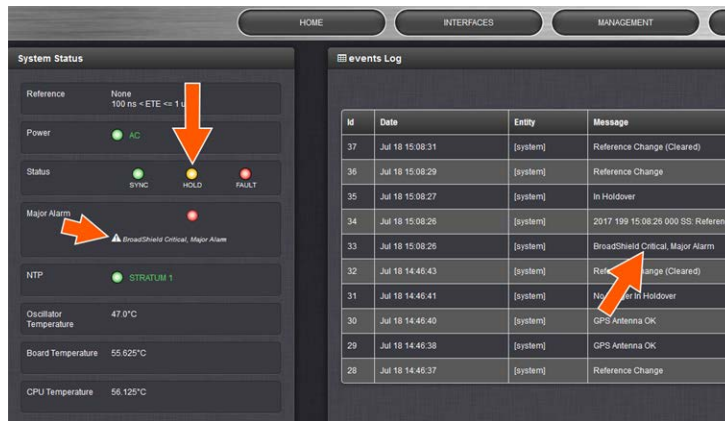 HOME
INTERFACES
MANAGEMENT
System Status
Reference
None
100 ns < ETE <= 1
Power
AC
Status
SYNC
HOLD
FAULT
Major Alarm
BroadShield Critical, Major Alarm
NTP
STRATUM 1
Oscillator
Temperature
47.0°C
Board Temperature
55.625°C
CPU Temperature
56.125°C
events Log
Id Date Entity Message
37 Jul 18 15:08:31 [system] Reference Change (Cleared)
36 Jul 18 15:08:29 [system] Reference Change
35 Jul 18 15:08:27 [system] In Holdover
34 Jul 18 15:08:26 [system] 2017 199 15:08:26 000 SS: Referen
33 Jul 18 15:08:26 [system] BroadShield Critical, Major Alarm
32 Jul 18 14:46:43 [system] (Cleared)
31 Jul 18 14:46:41 [system] In Holdover
30 Jul 18 14:46:40 [system] GPS Antenna OK
29 Jul 18 14:46:38 [system] GPS Antenna OK
28 Jul 18 14:46:37 [system] Reference Change